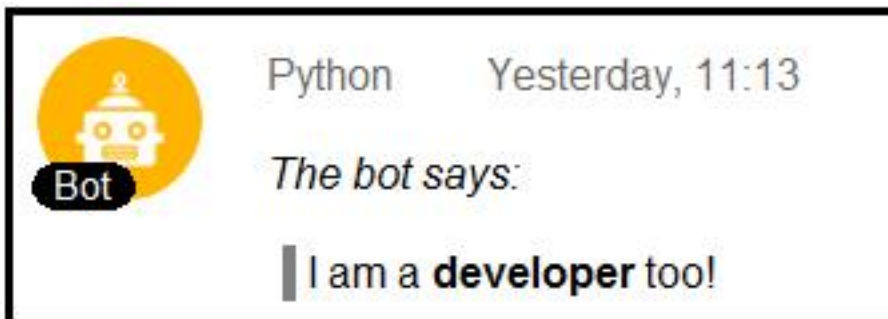 Python Yesterday, 11:13
Bot
The bot says:
I am a developer too!